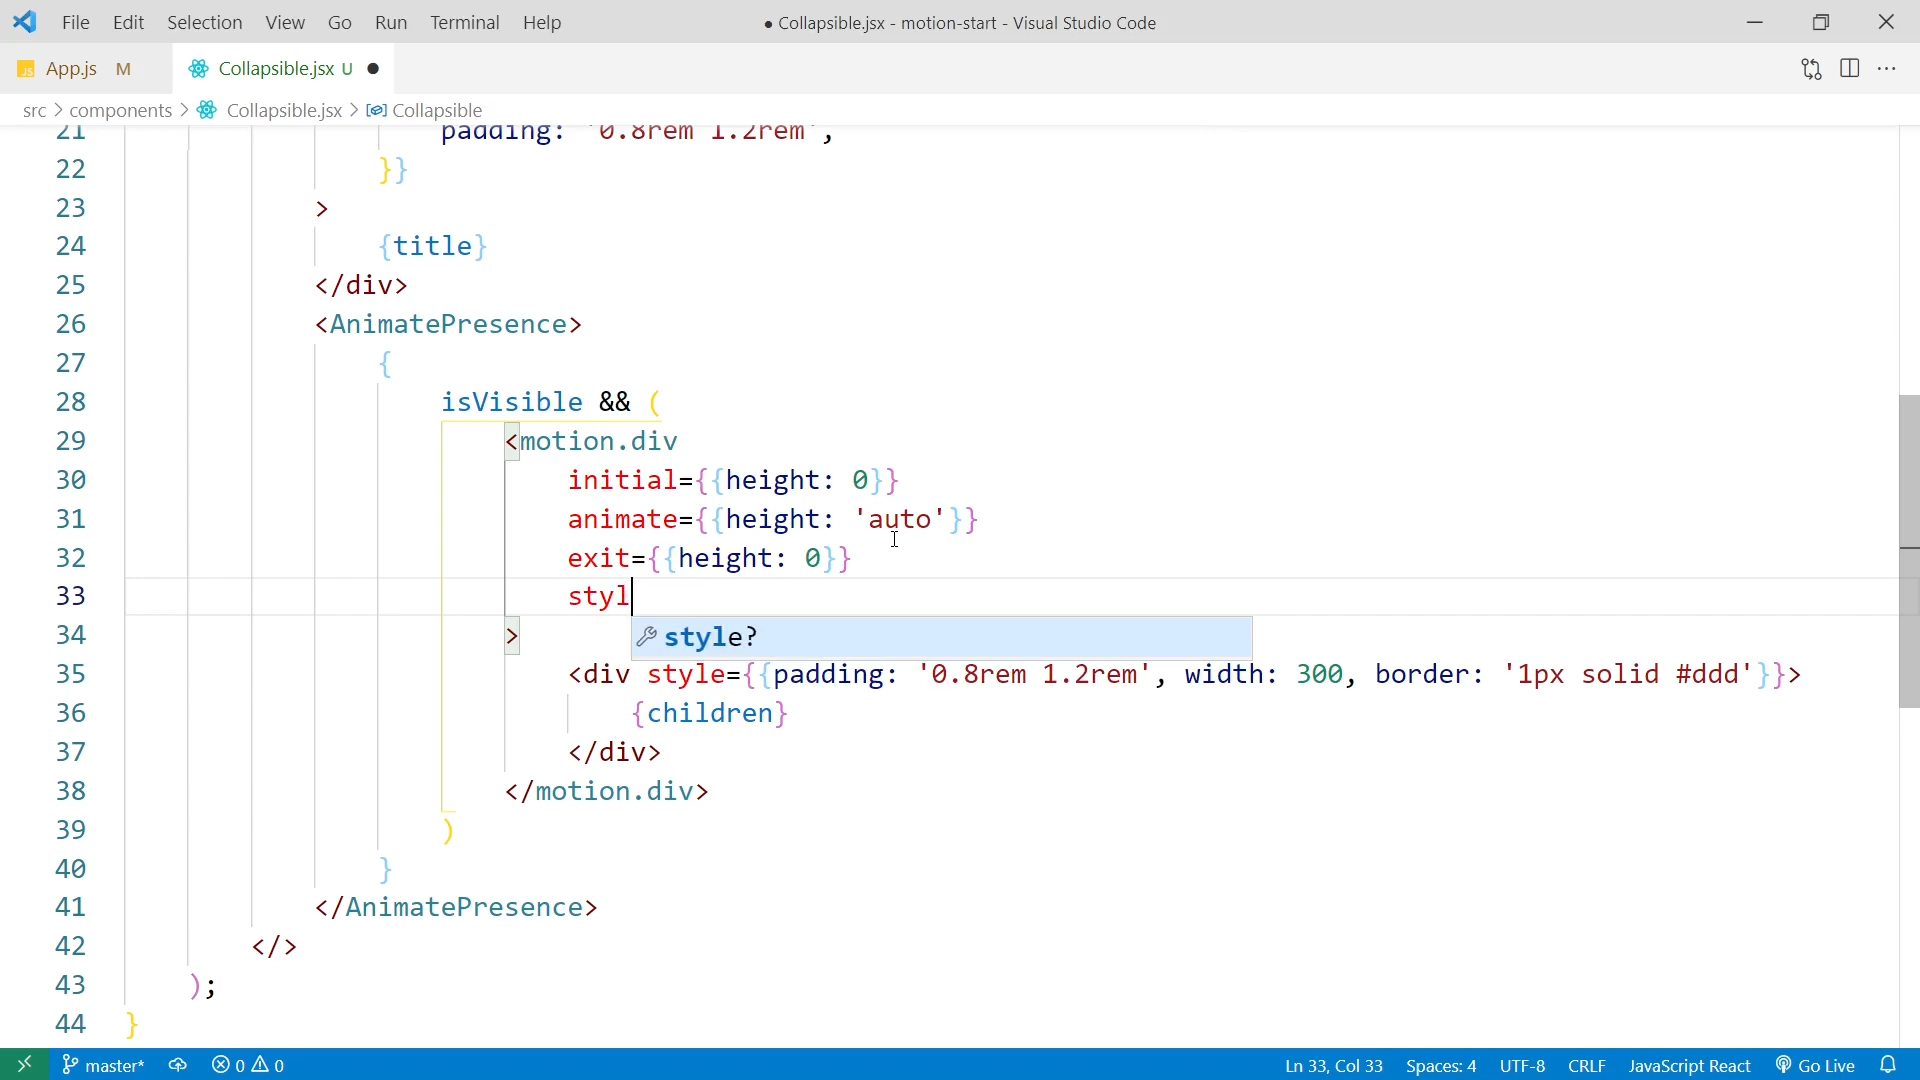 File Edit Selection View Go Run Terminal Help ● Collapsible.jsx - motion-start - Visual Studio Code
JS App.js M Collapsible.jsx U ●
src > components > Collapsible.jsx > Collapsible
21 padding: '0.8rem 1.2rem',
22 }}
23 >
24 {title}
25 </div>
26 <AnimatePresence>
27 {
28 isVisible && (
29 <motion.div
30 initial={{height: 0}}
31 animate={{height: 'auto'}}
32 exit={{height: 0}}
33 styl
34 >
style?
35 <div style={{padding: '0.8rem 1.2rem', width: 300, border: '1px solid #ddd'}}>
36 {children}
37 </div>
38 </motion.div>
39 )
40 }
41 </AnimatePresence>
42 </>
43 );
44 }
master* 0 0 Ln 33, Col 33 Spaces: 4 UTF-8 CRLF JavaScript React Go Live